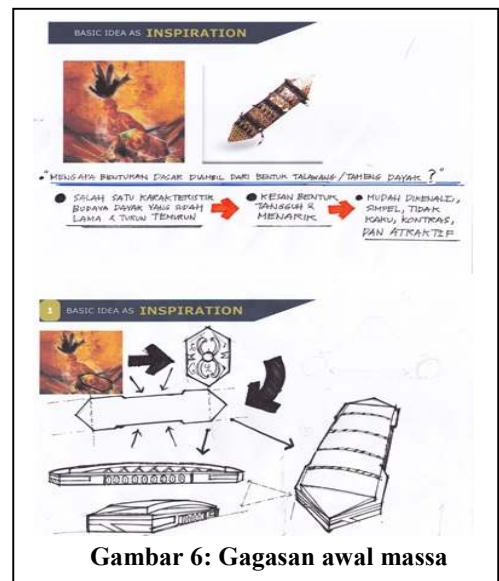 BASIC IDEA AS INSPIRATION
"MENGAPA BENTUKAN DASAR DIAMBIL DARI BENTUK TALAWANG / TAMENG DAYAK ?"
● SALAH SATU KARAKTERISTIK
BUDAYA DAYAK YANG SUDAH
LAMA & TURUN TEMURUN
● KESAN BENTUK
TANGGUH &
MENARIK
● MUDAH DIKENALI,
SIMPEL, TIDAK
KAKU, KONTRAS,
DAN ATRAKTIF
1 BASIC IDEA AS INSPIRATION
Gambar 6: Gagasan awal massa